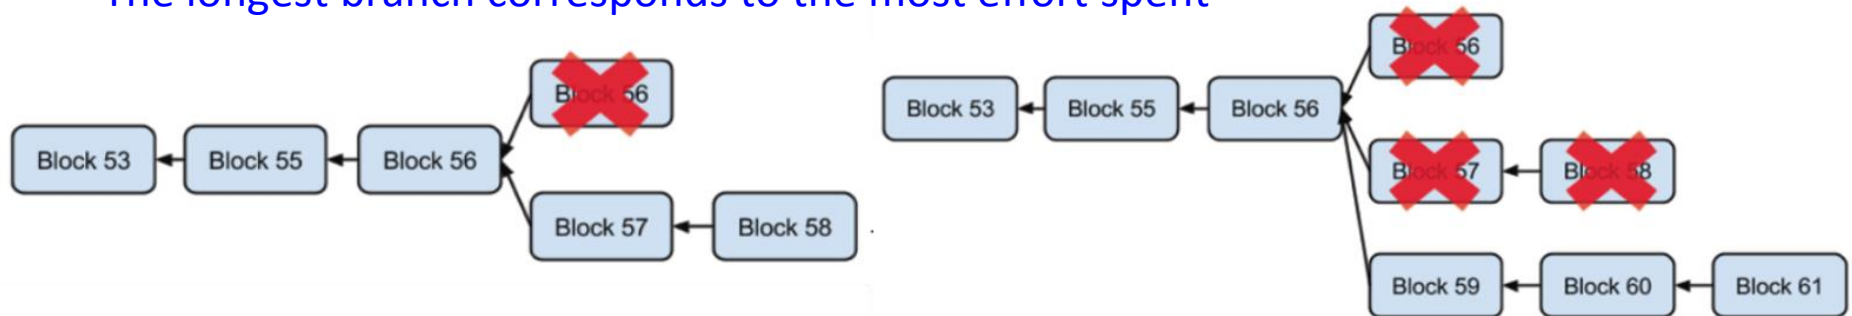 The longest branch corresponds to the most effort spent
Block 53
Block 55
Block 56
Block 56
Block 57
Block 58
.
Block 53
Block 55
Block 56
Block 56
Block 57
Block 58
Block 59
Block 60
Block 61